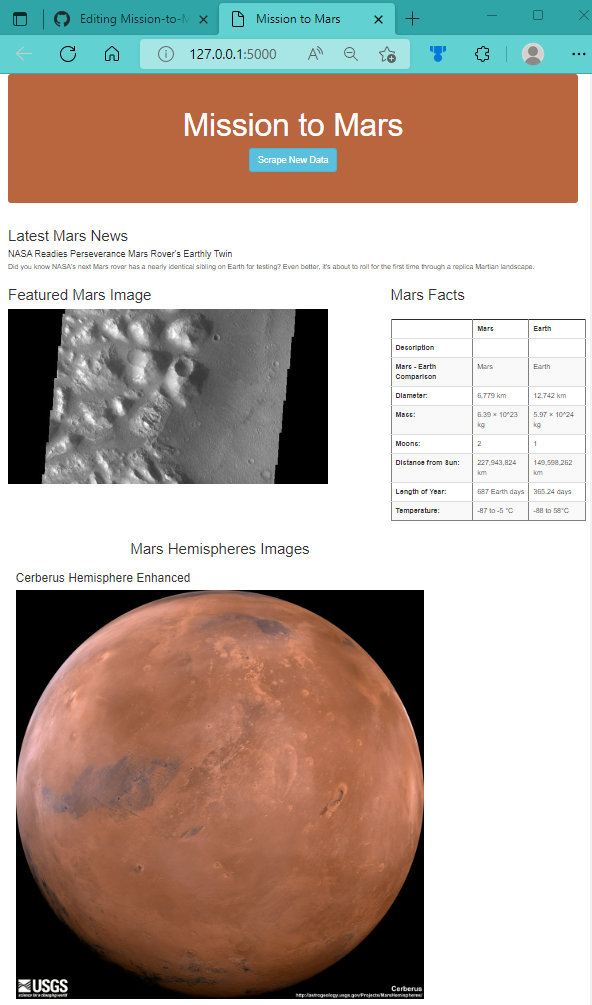 Editing Mission-to-M
Mission to Mars
127.0.0.1:5000
Mission to Mars
Scrape New Data
Latest Mars News
NASA Readies Perseverance Mars Rover's Earthly Twin
Did you know NASA's next Mars rover has a nearly identical sibling on Earth for testing? Even better, it's about to roll for the first time through a replica Martian landscape.
Featured Mars Image
Mars Facts
Mars Earth
Description
Mars - Earth Comparison Mars Earth
Diameter: 6,779 km 12,742 km
Mass: 6.39 × 10^23 kg 5.97 × 10^24 kg
Moons: 2 1
Distance from Sun: 227,943,824 km 149,598,262 km
Length of Year: 687 Earth days 365.24 days
Temperature: -87 to -5 °C -88 to 58°C
Mars Hemispheres Images
Cerberus Hemisphere Enhanced
USGS
science for a changing world
Cerberus
http://astrogeology.usgs.gov/Projects/MarsHemispheres/